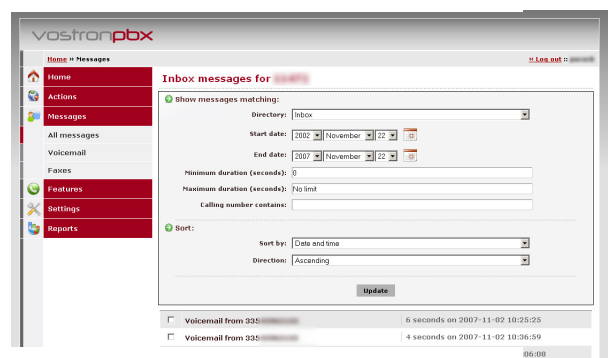 vostronpbx
Home » Messages
« Log out ::
Home
Actions
Messages
All messages
Voicemail
Faxes
Features
Settings
Reports
Inbox messages for
Show messages matching:
Directory: Inbox
Start date: 2002 November 22
End date: 2007 November 22
Minimum duration (seconds): 0
Maximum duration (seconds): No limit
Calling number contains:
Sort:
Sort by: Date and time
Direction: Ascending
Update
Voicemail from 335 6 seconds on 2007-11-02 10:25:25
Voicemail from 335 4 seconds on 2007-11-02 10:36:59
06:08